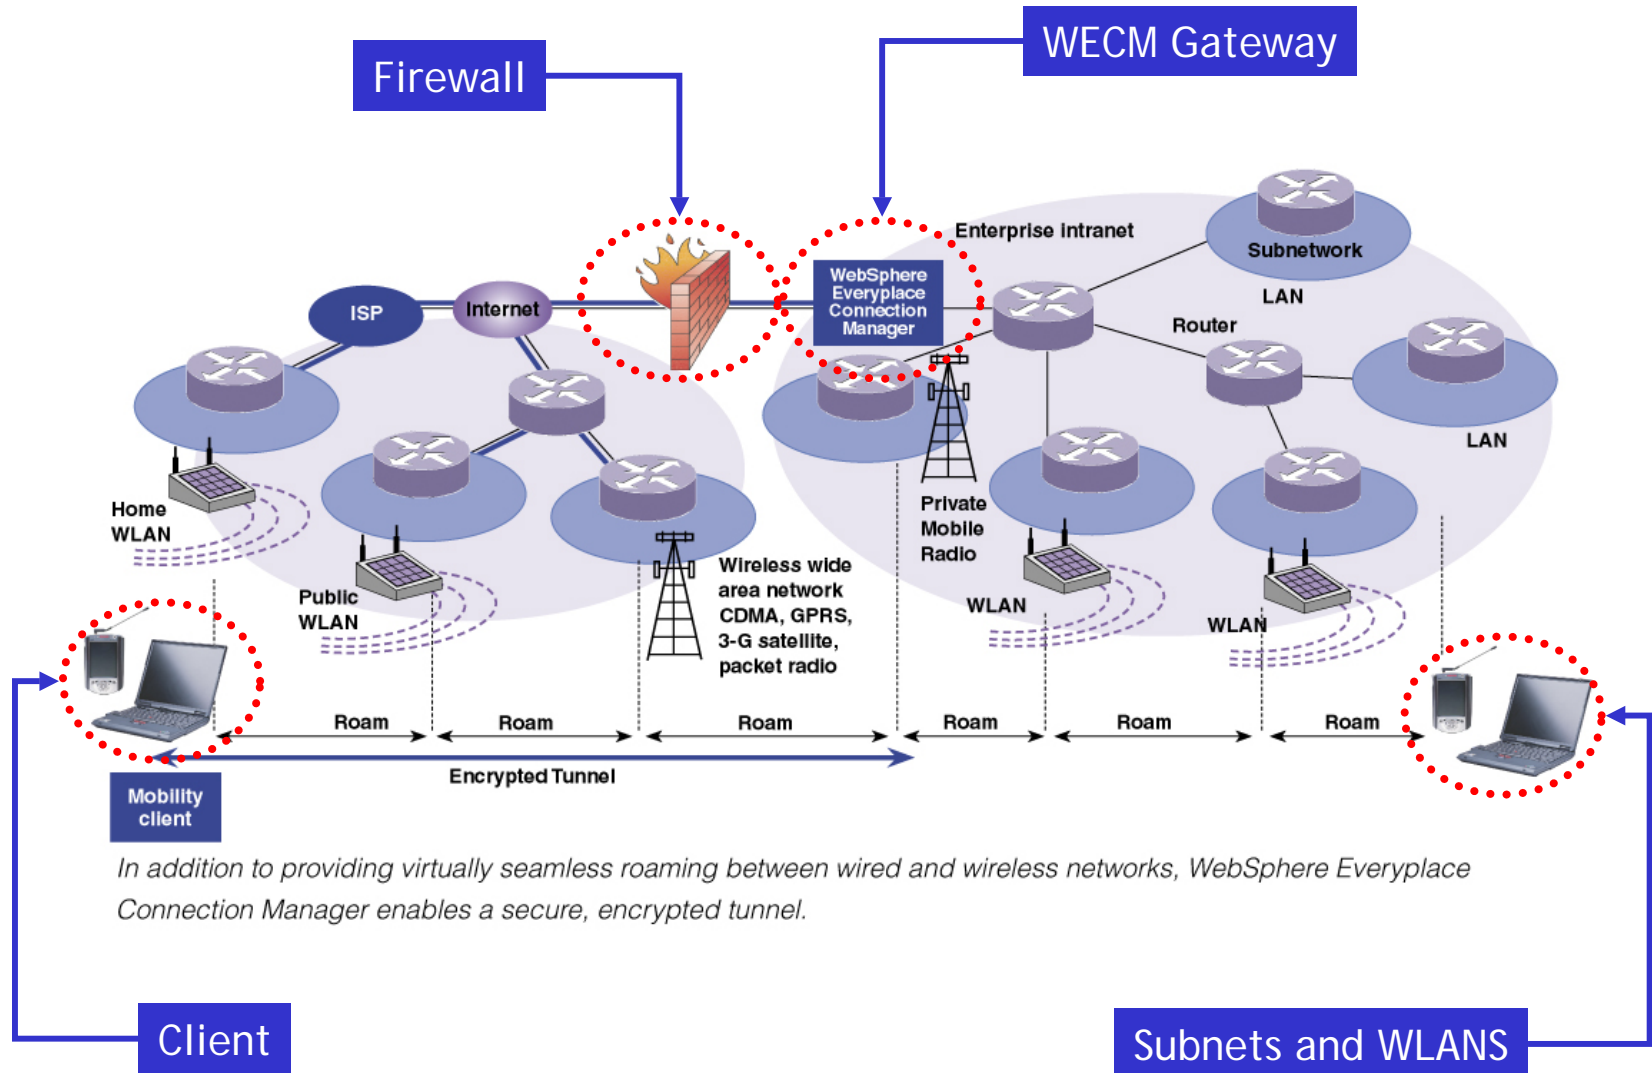 WECM Gateway
Firewall
Enterprise intranet
Subnetwork
LAN
WebSphere
Everyplace
Connection
Manager
ISP
Internet
Router
LAN
Home
WLAN
Private
Mobile
Radio
Public
WLAN
Wireless wide
area network
CDMA, GPRS,
3-G satellite,
packet radio
WLAN
WLAN
Roam
Roam
Roam
Roam
Roam
Roam
Encrypted Tunnel
Mobility
client
In addition to providing virtually seamless roaming between wired and wireless networks, WebSphere Everyplace
Connection Manager enables a secure, encrypted tunnel.
Client
Subnets and WLANS